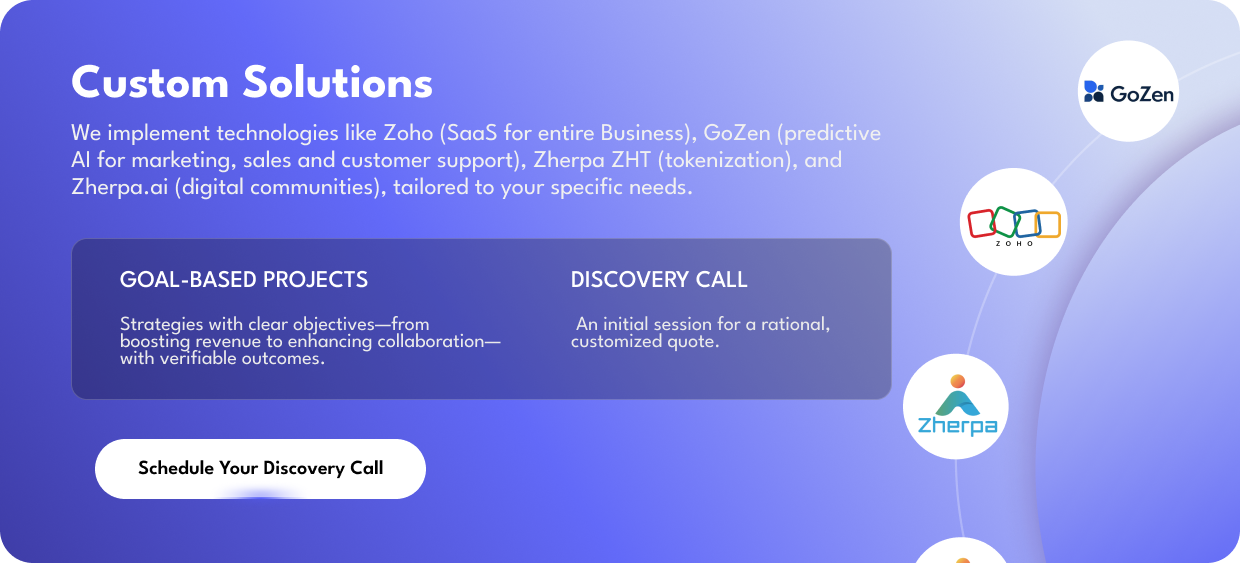 Custom Solutions
We implement technologies like Zoho (SaaS for entire Business), GoZen (predictive
AI for marketing, sales and customer support), Zherpa ZHT (tokenization), and
Zherpa.ai (digital communities), tailored to your specific needs.
GOAL-BASED PROJECTS
Strategies with clear objectives—from
boosting revenue to enhancing collaboration—
with verifiable outcomes.
DISCOVERY CALL
An initial session for a rational,
customized quote.
Schedule Your Discovery Call
GoZen
ZOHO
zherpa